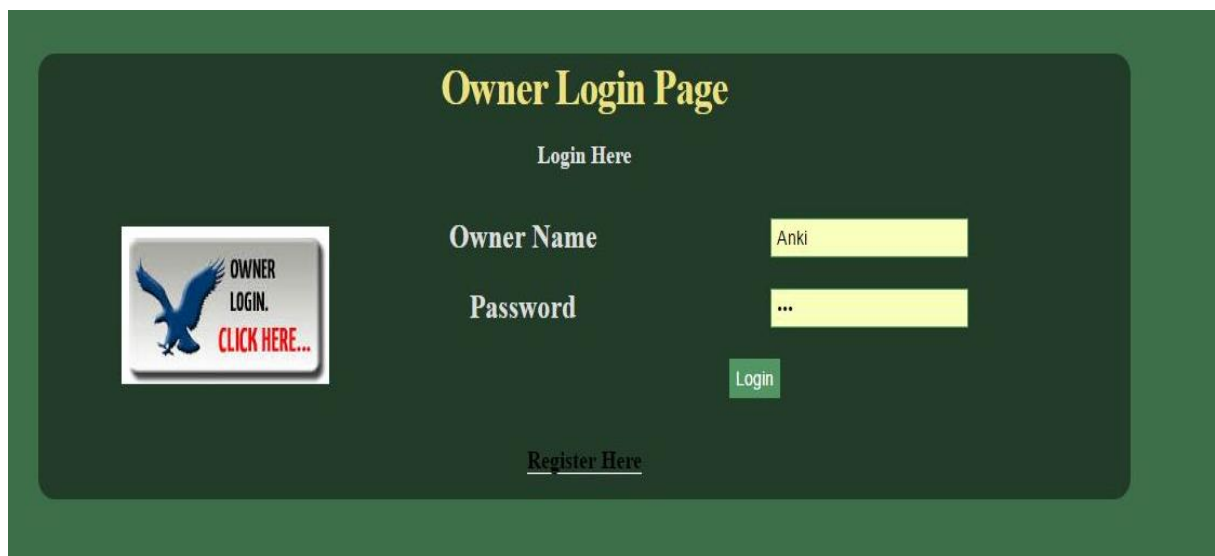 Owner Login Page
Login Here
OWNER
LOGIN.
CLICK HERE...
Owner Name
Anki
Password
•••
Login
Register Here